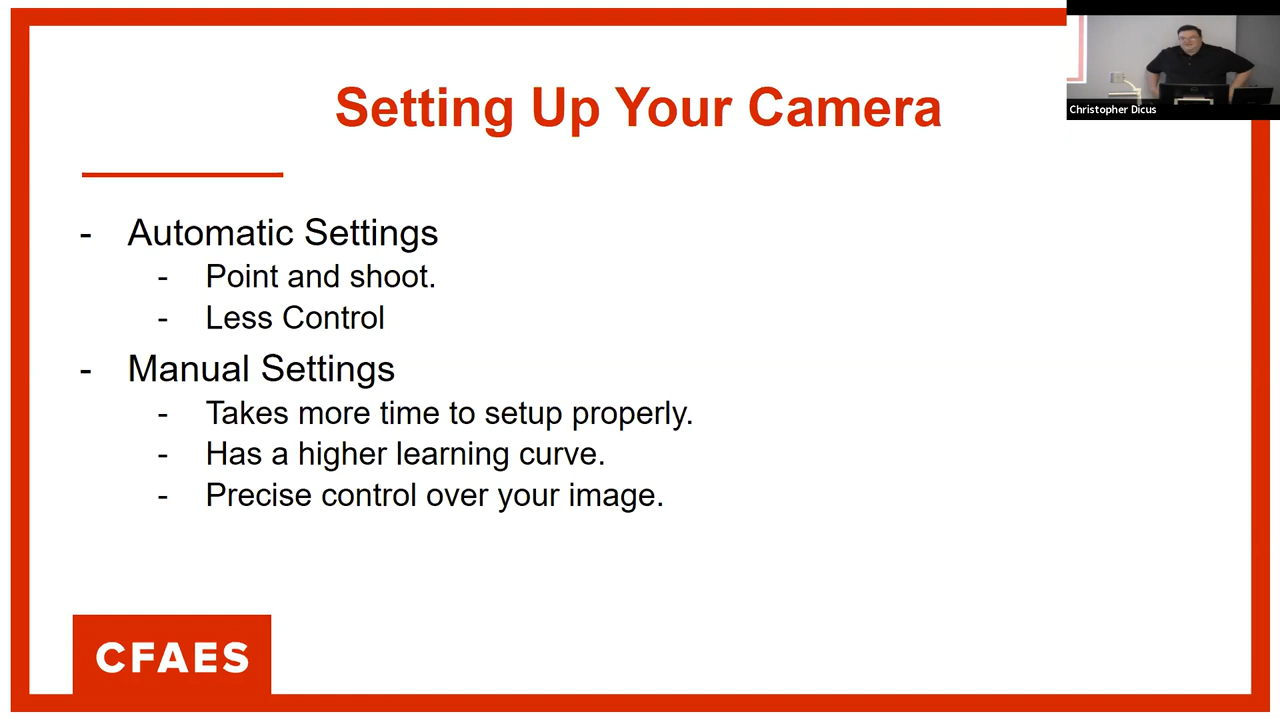 Setting Up Your Camera
Christopher Dicus
- Automatic Settings
- Point and shoot.
- Less Control
- Manual Settings
- Takes more time to setup properly.
- Has a higher learning curve.
- Precise control over your image.
CFAES